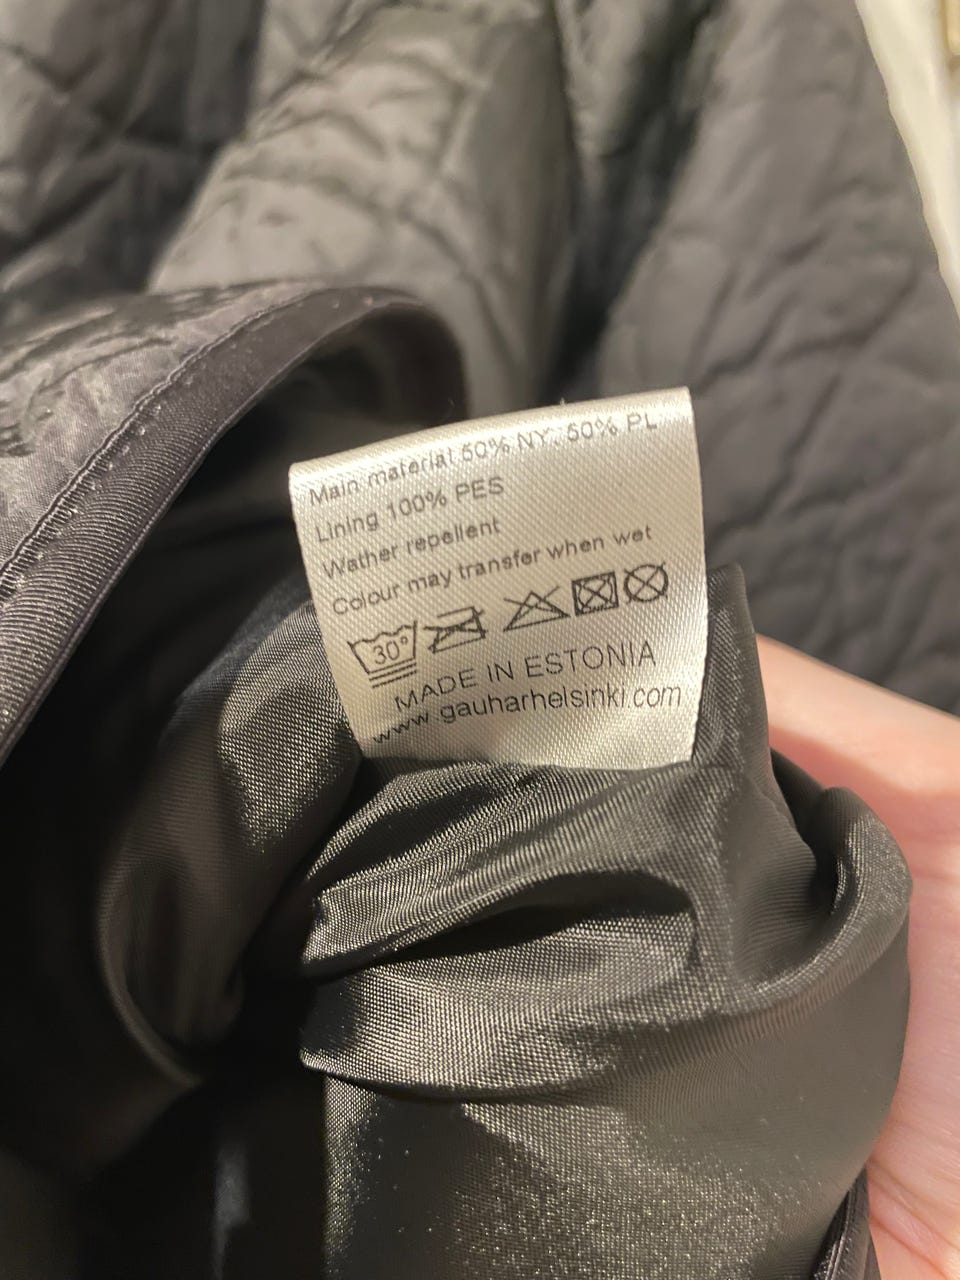 Main material 50% NY, 50% PL
Lining 100% PES
Wather repellent
Colour may transfer when wet
30°
MADE IN ESTONIA
www.gauharhelsinki.com